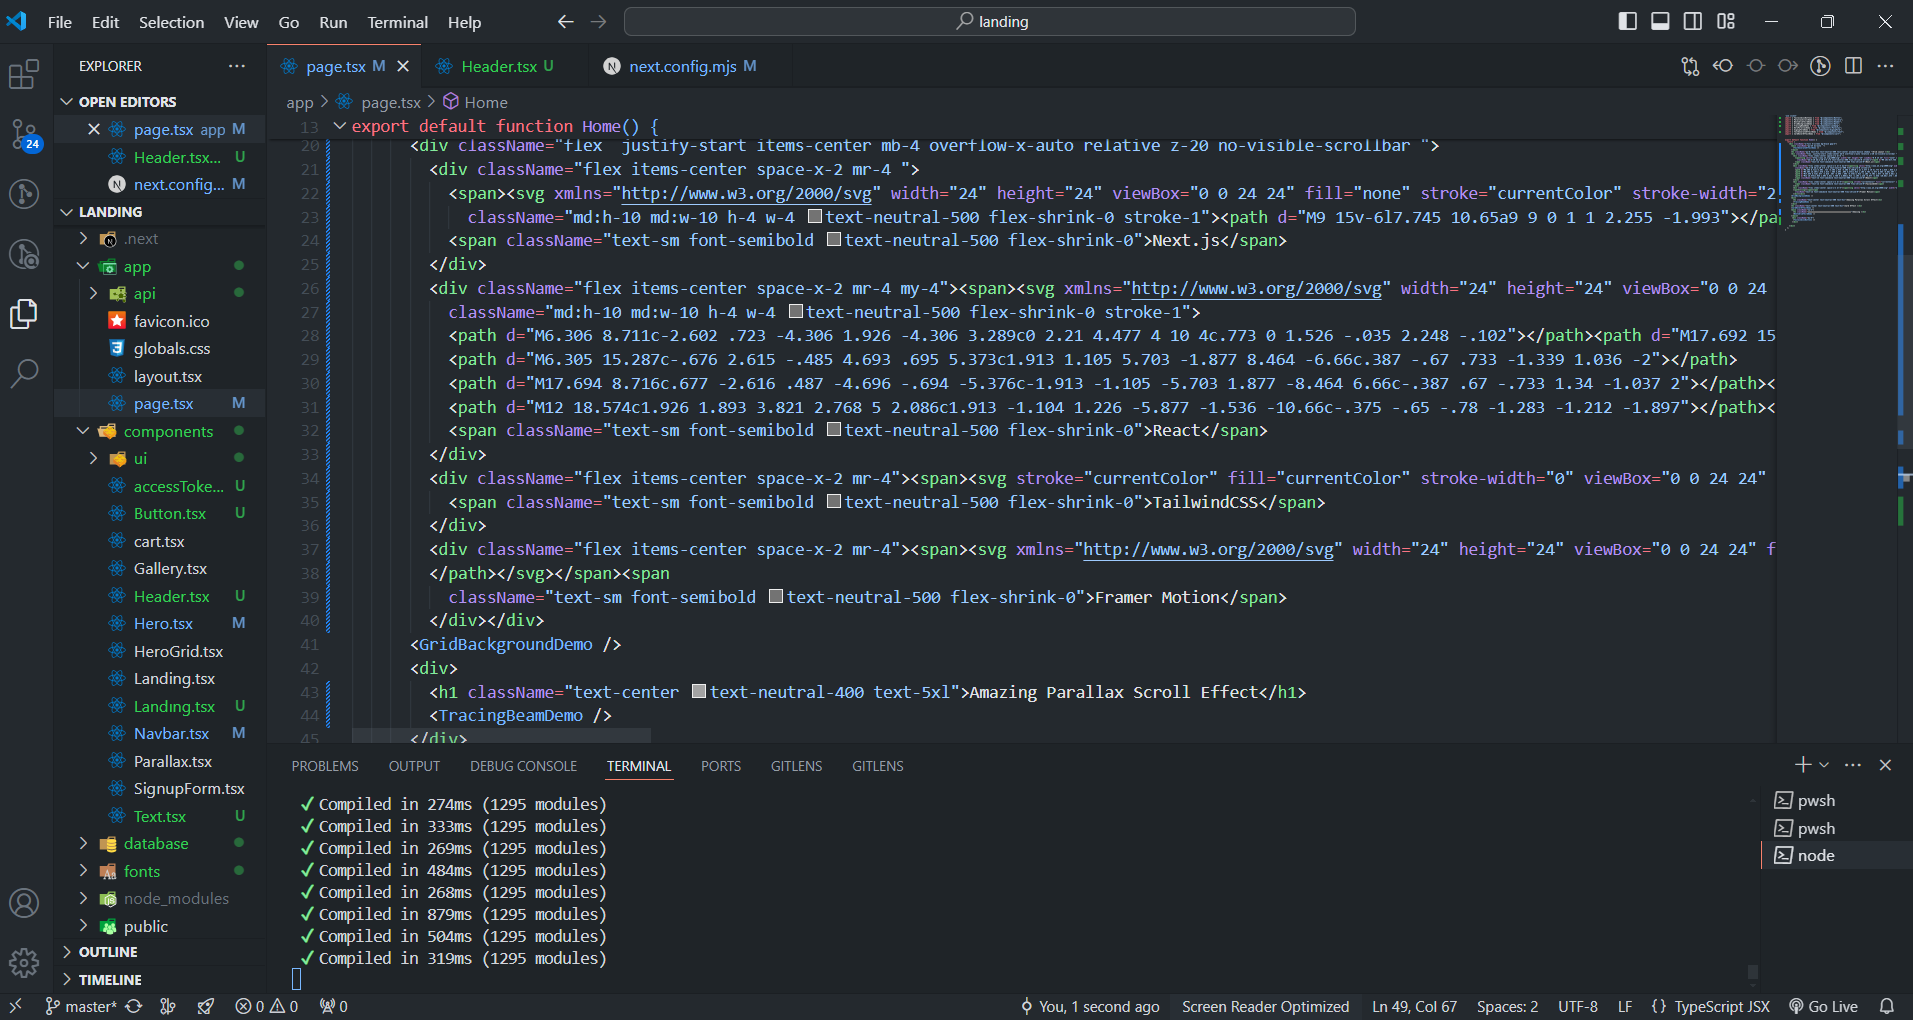 File Edit Selection View Go Run Terminal Help
landing
EXPLORER
OPEN EDITORS
page.tsx app M
Header.tsx... U
next.config... M
LANDING
.next
app
api
favicon.ico
globals.css
layout.tsx
page.tsx M
components
ui
accessToke... U
Button.tsx U
cart.tsx
Gallery.tsx
Header.tsx U
Hero.tsx M
HeroGrid.tsx
Landing.tsx
Landıng.tsx U
Navbar.tsx M
Parallax.tsx
SignupForm.tsx
Text.tsx U
database
fonts
node_modules
public
OUTLINE
TIMELINE
24
page.tsx M
Header.tsx U
next.config.mjs M
app > page.tsx > Home
13 export default function Home() {
20 <div className="flex  justify-start items-center mb-4 overflow-x-auto relative z-20 no-visible-scrollbar ">
21 <div className="flex items-center space-x-2 mr-4 ">
22 <span><svg xmlns="http://www.w3.org/2000/svg" width="24" height="24" viewBox="0 0 24 24" fill="none" stroke="currentColor" stroke-width="2
23 className="md:h-10 md:w-10 h-4 w-4 text-neutral-500 flex-shrink-0 stroke-1"><path d="M9 15v-6l7.745 10.65a9 9 0 1 1 2.255 -1.993"></pa
24 <span className="text-sm font-semibold text-neutral-500 flex-shrink-0">Next.js</span>
25 </div>
26 <div className="flex items-center space-x-2 mr-4 my-4"><span><svg xmlns="http://www.w3.org/2000/svg" width="24" height="24" viewBox="0 0 24
27 className="md:h-10 md:w-10 h-4 w-4 text-neutral-500 flex-shrink-0 stroke-1">
28 <path d="M6.306 8.711c-2.602 .723 -4.306 1.926 -4.306 3.289c0 2.21 4.477 4 10 4c.773 0 1.526 -.035 2.248 -.102"></path><path d="M17.692 15
29 <path d="M6.305 15.287c-.676 2.615 -.485 4.693 .695 5.373c1.913 1.105 5.703 -1.877 8.464 -6.66c.387 -.67 .733 -1.339 1.036 -2"></path>
30 <path d="M17.694 8.716c.677 -2.616 .487 -4.696 -.694 -5.376c-1.913 -1.105 -5.703 1.877 -8.464 6.66c-.387 .67 -.733 1.34 -1.037 2"></path><
31 <path d="M12 18.574c1.926 1.893 3.821 2.768 5 2.086c1.913 -1.104 1.226 -5.877 -1.536 -10.66c-.375 -.65 -.78 -1.283 -1.212 -1.897"></path><
32 <span className="text-sm font-semibold text-neutral-500 flex-shrink-0">React</span>
33 </div>
34 <div className="flex items-center space-x-2 mr-4"><span><svg stroke="currentColor" fill="currentColor" stroke-width="0" viewBox="0 0 24 24"
35 <span className="text-sm font-semibold text-neutral-500 flex-shrink-0">TailwindCSS</span>
36 </div>
37 <div className="flex items-center space-x-2 mr-4"><span><svg xmlns="http://www.w3.org/2000/svg" width="24" height="24" viewBox="0 0 24 24" f
38 </path></svg></span><span
39 className="text-sm font-semibold text-neutral-500 flex-shrink-0">Framer Motion</span>
40 </div></div>
41 <GridBackgroundDemo />
42 <div>
43 <h1 className="text-center text-neutral-400 text-5xl">Amazing Parallax Scroll Effect</h1>
44 <TracingBeamDemo />
45 </div>
PROBLEMS OUTPUT DEBUG CONSOLE TERMINAL PORTS GITLENS GITLENS
✓ Compiled in 274ms (1295 modules)
✓ Compiled in 333ms (1295 modules)
✓ Compiled in 269ms (1295 modules)
✓ Compiled in 484ms (1295 modules)
✓ Compiled in 268ms (1295 modules)
✓ Compiled in 879ms (1295 modules)
✓ Compiled in 504ms (1295 modules)
✓ Compiled in 319ms (1295 modules)
pwsh
pwsh
node
master* 0 0 0 You, 1 second ago Screen Reader Optimized Ln 49, Col 67 Spaces: 2 UTF-8 LF {} TypeScript JSX Go Live